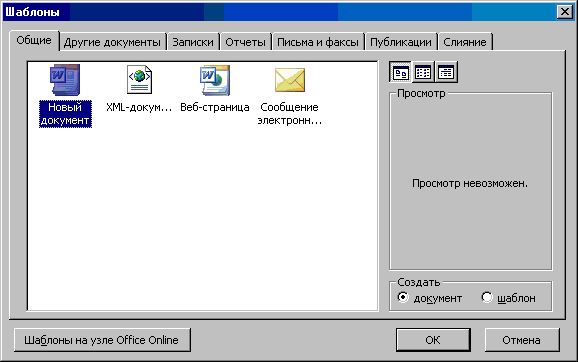 Шаблоны
Общие Другие документы Записки Отчеты Письма и факсы Публикации Слияние
Новый документ
XML-докум...
Веб-страница
Сообщение электронн...
Просмотр
Просмотр невозможен.
Создать
документ шаблон
Шаблоны на узле Office Online
ОК Отмена